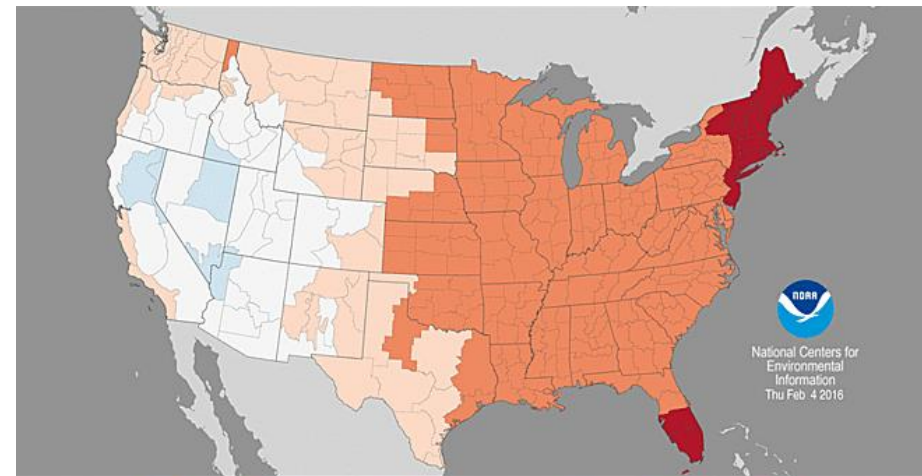 NOAA
National Centers for
Environmental
Information
Thu Feb 4 2016